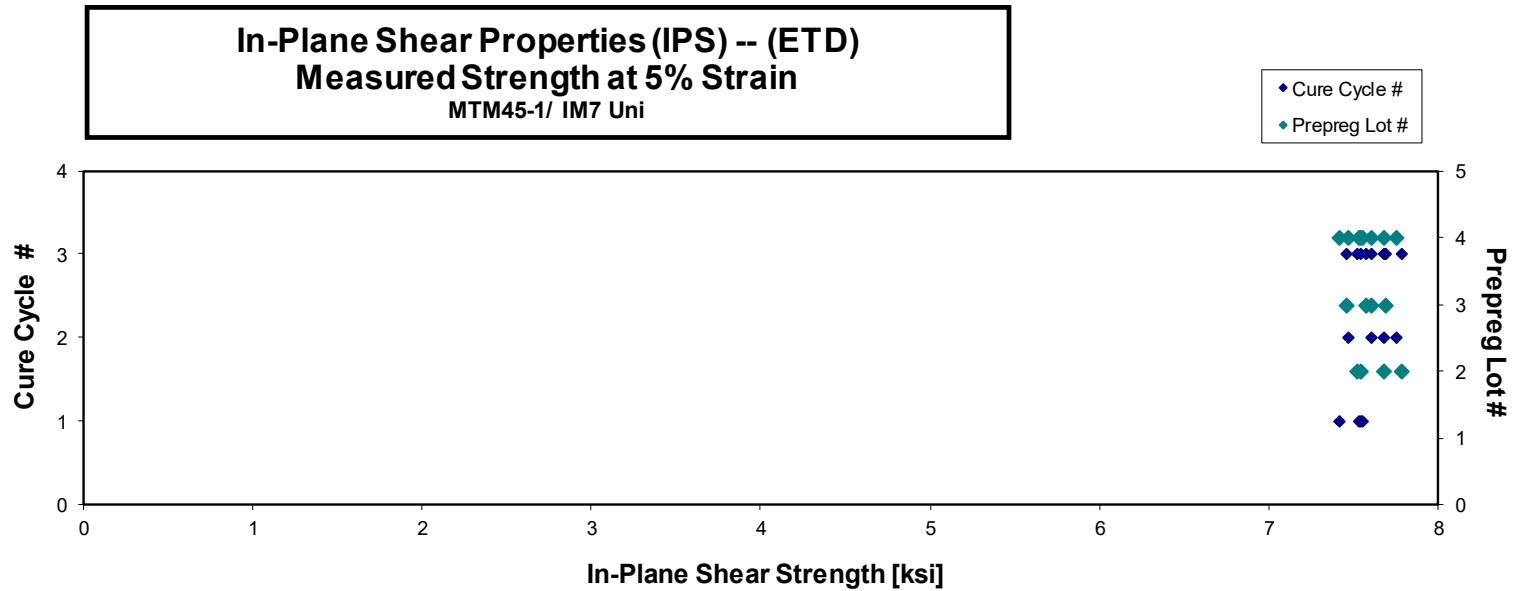 In-Plane Shear Properties (IPS) -- (ETD)
Measured Strength at 5% Strain
MTM45-1/ IM7 Uni
Cure Cycle #
Prepreg Lot #
4
3
2
1
0
Cure Cycle #
5
4
3
2
1
0
Prepreg Lot #
0 1 2 3 4 5 6 7 8
In-Plane Shear Strength [ksi]